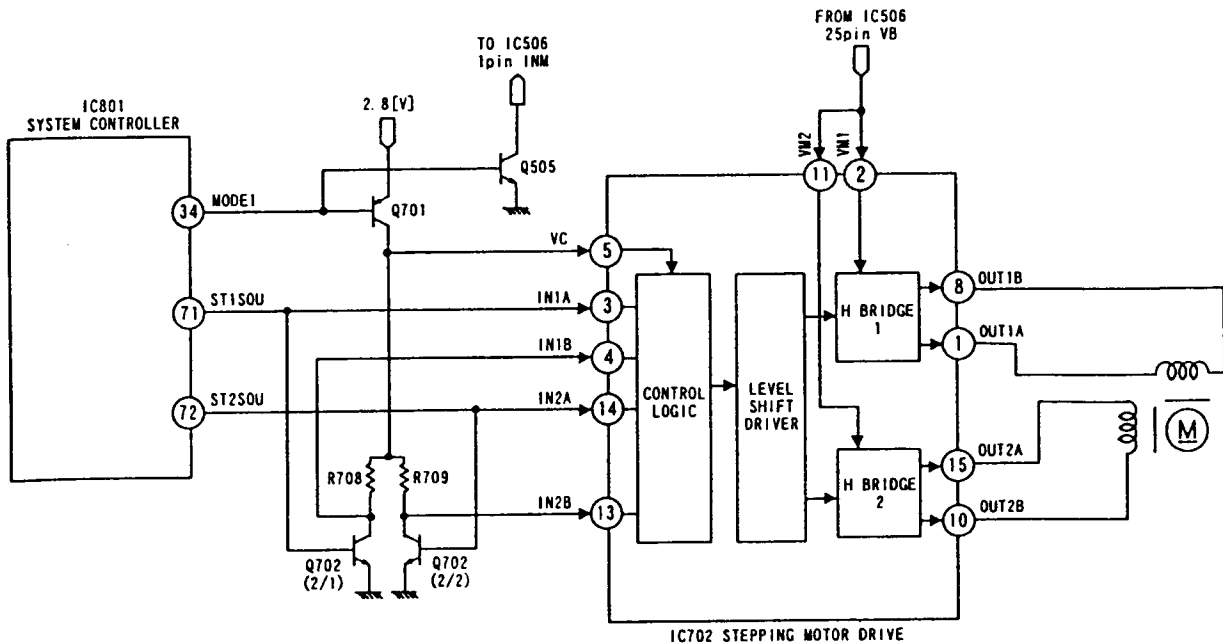 FROM IC506
25pin VB
TO IC506
1pin INM
IC801
SYSTEM CONTROLLER
2.8[V]
VM2
VM1
Q505
11
2
34
MODE1
Q701
VC
5
8
OUT1B
71
ST1SOU
IN1A
3
H BRIDGE
1
1
OUT1A
IN1B
4
72
ST2SOU
IN2A
14
CONTROL
LOGIC
LEVEL
SHIFT
DRIVER
M
R708
R709
15
OUT2A
IN2B
13
H BRIDGE
2
10
OUT2B
Q702
(2/1)
Q702
(2/2)
IC702 STEPPING MOTOR DRIVE